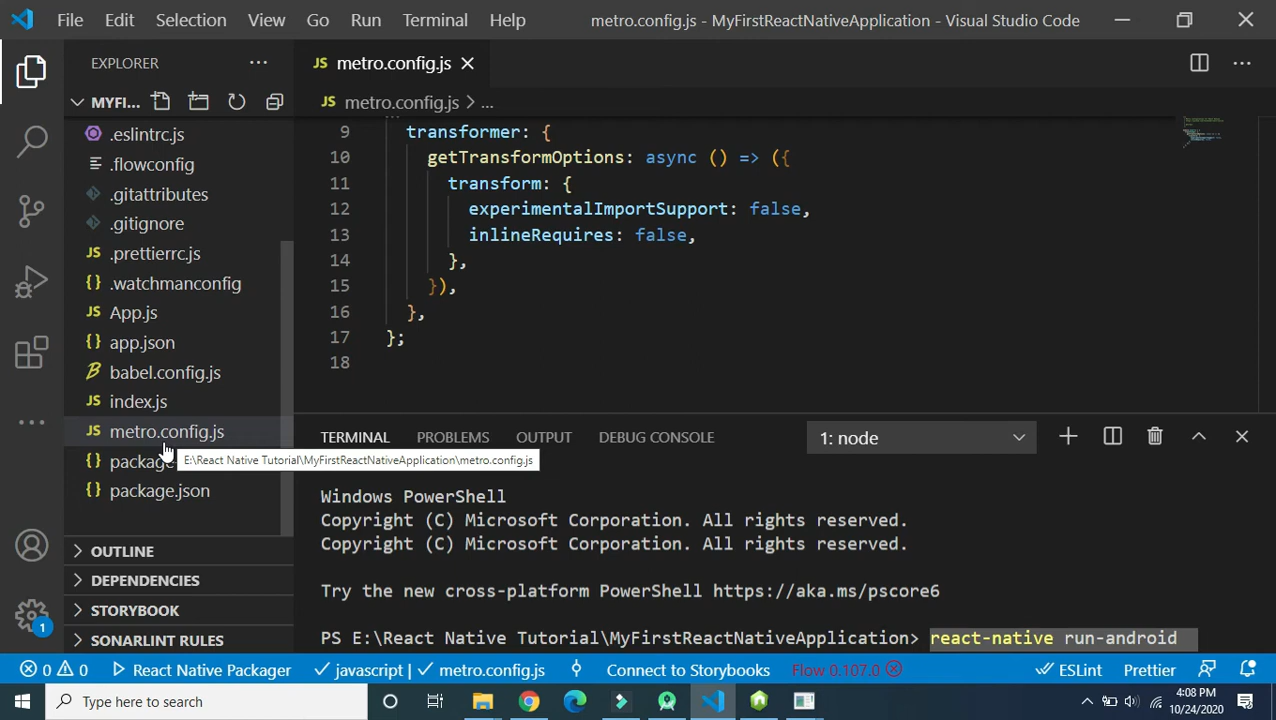 File Edit Selection View Go Run Terminal Help metro.config.js - MyFirstReactNativeApplication - Visual Studio Code
EXPLORER ···
MYFI...
.eslintrc.js
.flowconfig
.gitattributes
.gitignore
.prettierrc.js
.watchmanconfig
App.js
app.json
babel.config.js
index.js
metro.config.js
package
package.json
E:\React Native Tutorial\MyFirstReactNativeApplication\metro.config.js
OUTLINE
DEPENDENCIES
STORYBOOK
SONARLINT RULES
JS metro.config.js
JS metro.config.js > ...
9 transformer: {
10 getTransformOptions: async () => ({
11 transform: {
12 experimentalImportSupport: false,
13 inlineRequires: false,
14 },
15 }),
16 },
17 };
18
TERMINAL PROBLEMS OUTPUT DEBUG CONSOLE 1: node
Windows PowerShell
Copyright (C) Microsoft Corporation. All rights reserved.
Copyright (C) Microsoft Corporation. All rights reserved.
Try the new cross-platform PowerShell https://aka.ms/pscore6
PS E:\React Native Tutorial\MyFirstReactNativeApplication> react-native run-android
1
0 0 React Native Packager javascript | metro.config.js Connect to Storybooks Flow 0.107.0 ESLint Prettier
Type here to search
4:08 PM
10/24/2020